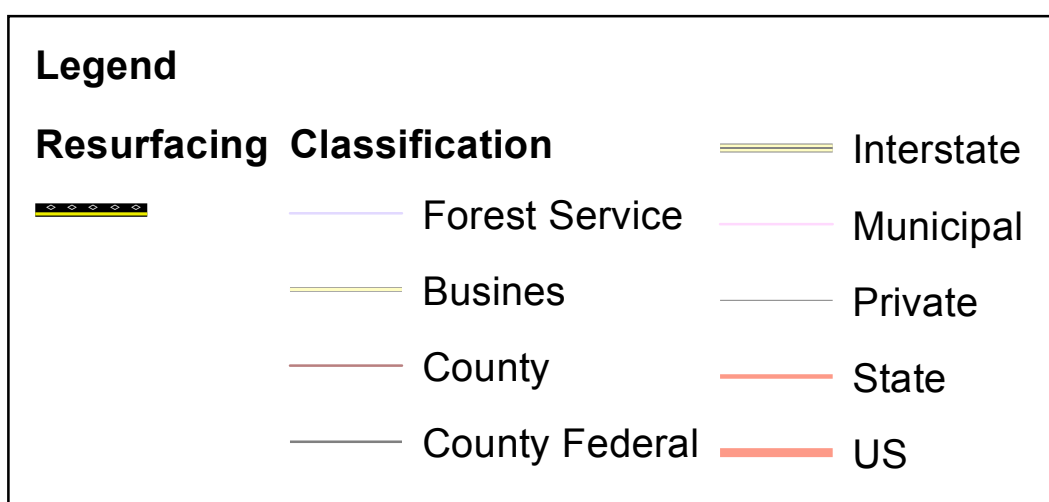 Legend
Resurfacing
Classification
Forest Service
Busines
County
County Federal
Interstate
Municipal
Private
State
US